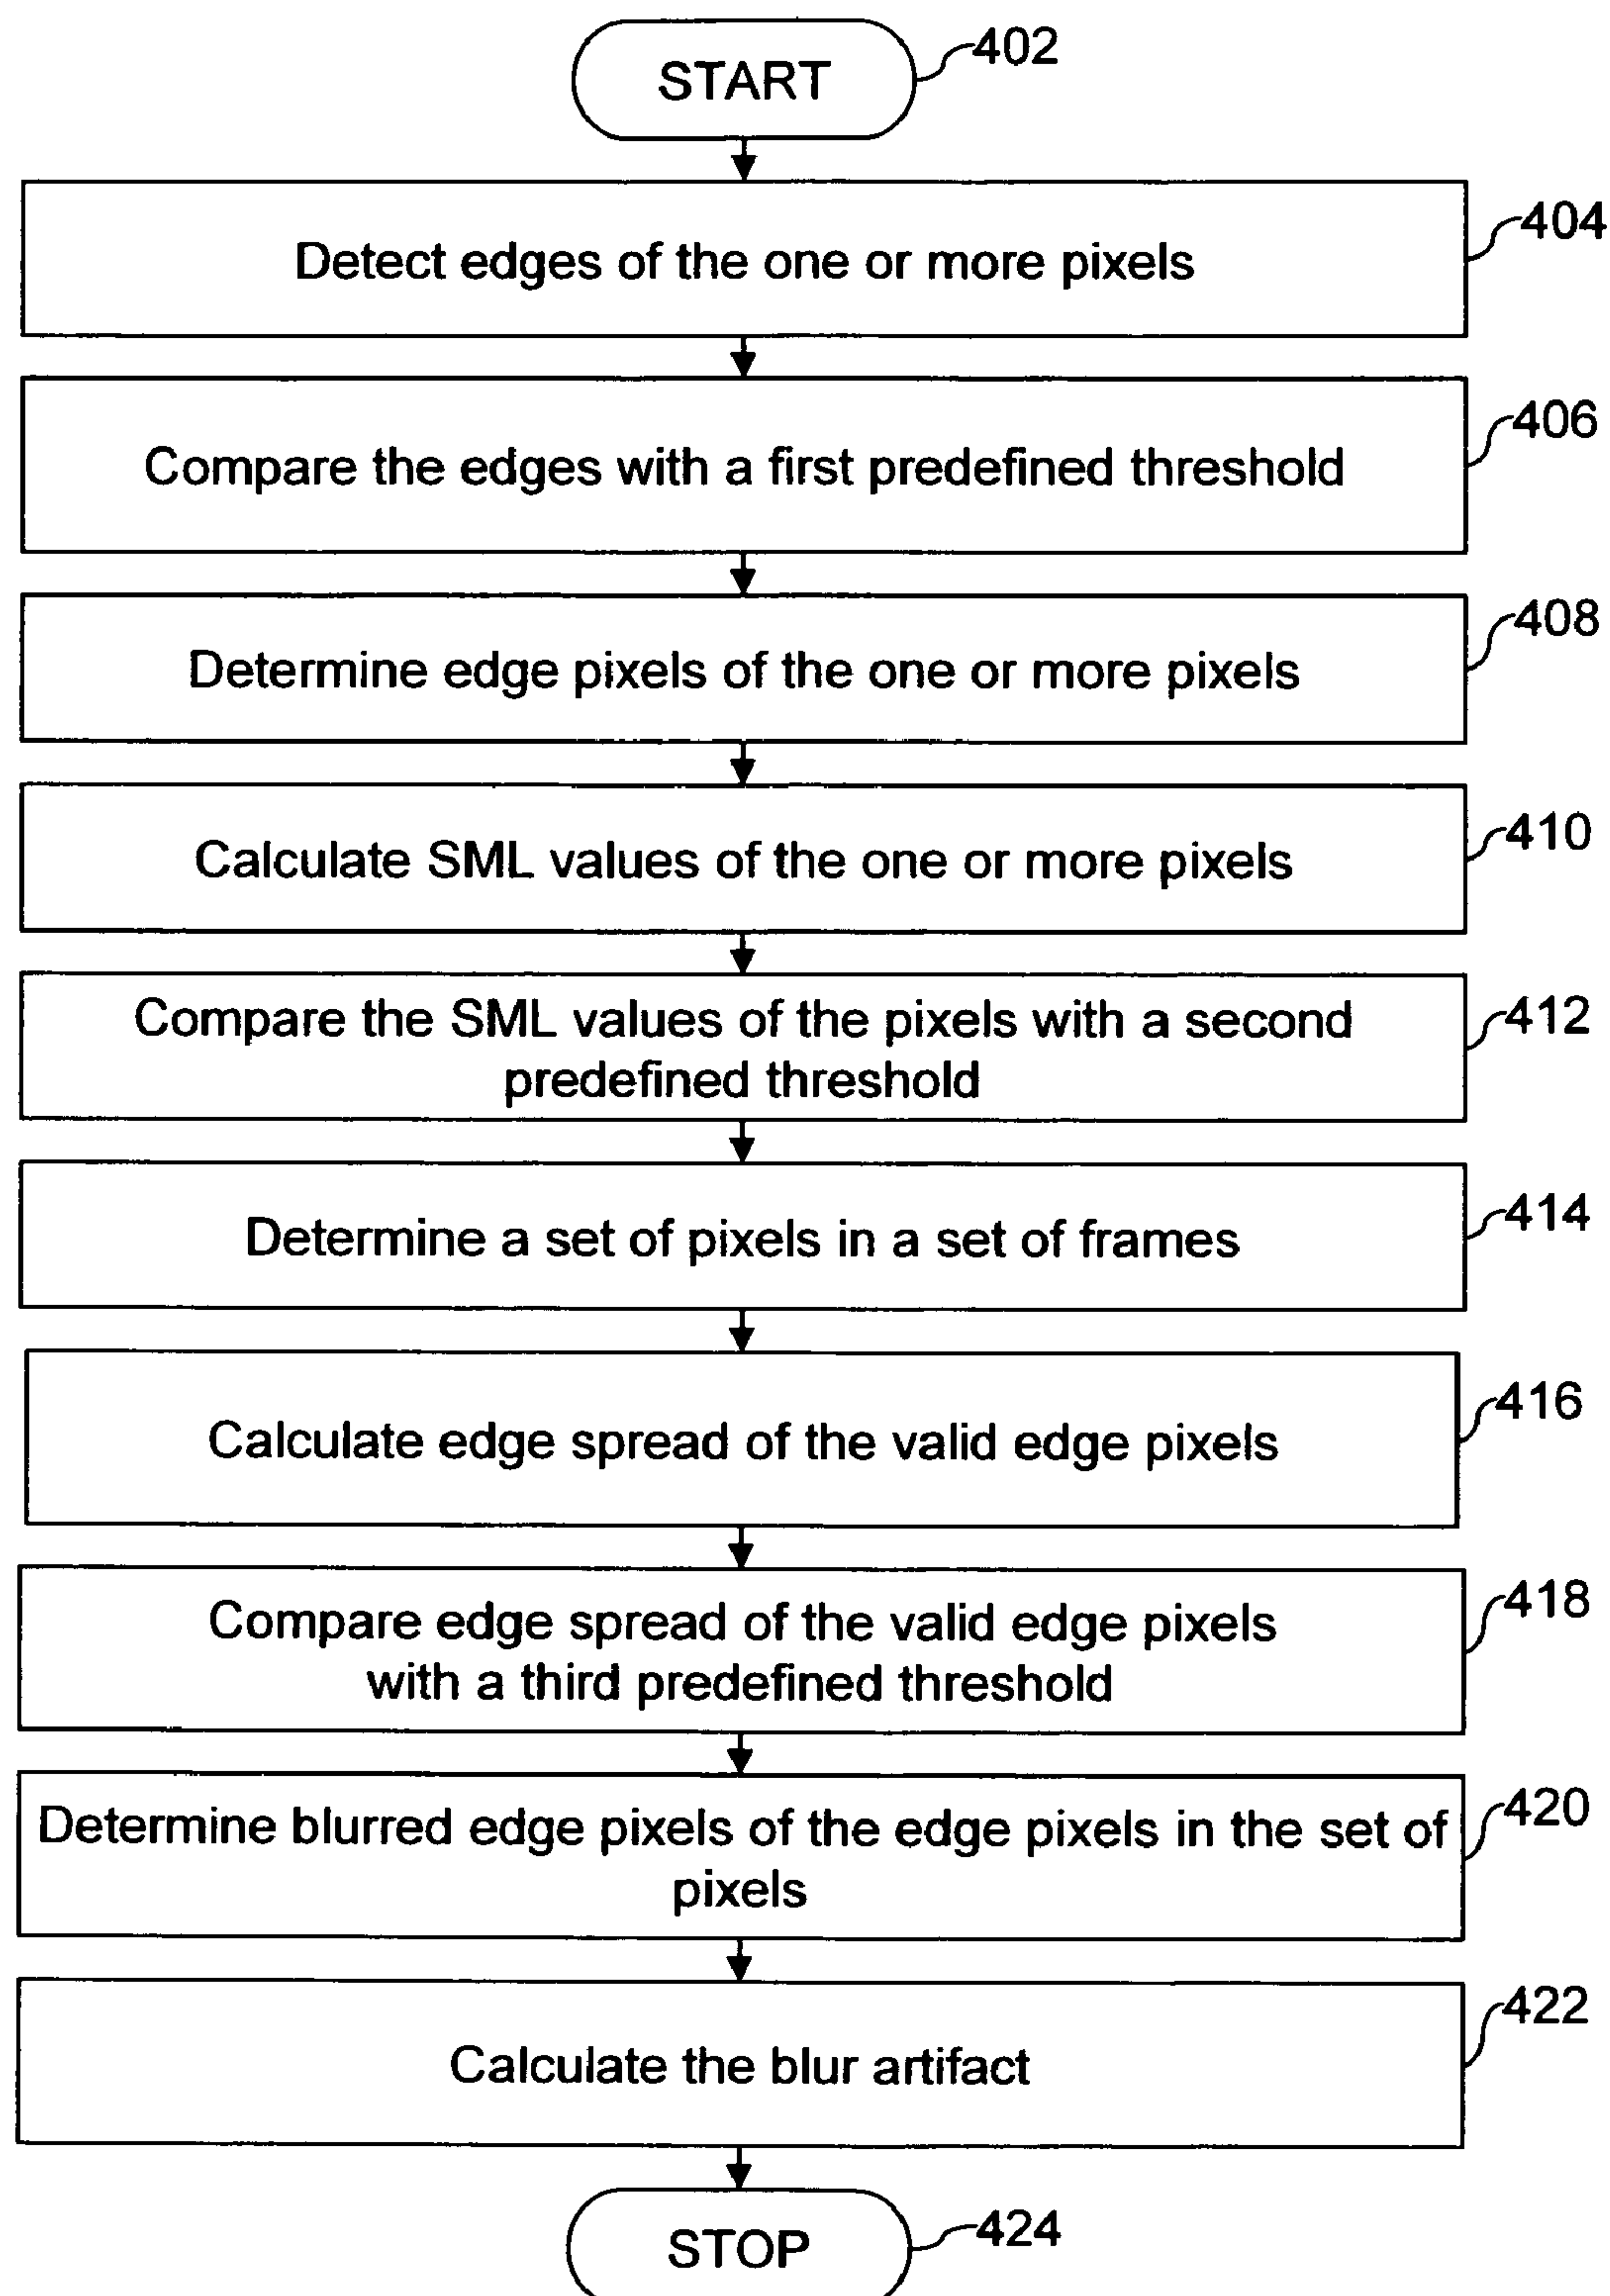 START
402
Detect edges of the one or more pixels
404
Compare the edges with a first predefined threshold
406
Determine edge pixels of the one or more pixels
408
Calculate SML values of the one or more pixels
410
Compare the SML values of the pixels with a second
predefined threshold
412
Determine a set of pixels in a set of frames
414
Calculate edge spread of the valid edge pixels
416
Compare edge spread of the valid edge pixels
with a third predefined threshold
418
Determine blurred edge pixels of the edge pixels in the set of
pixels
420
Calculate the blur artifact
422
STOP
424